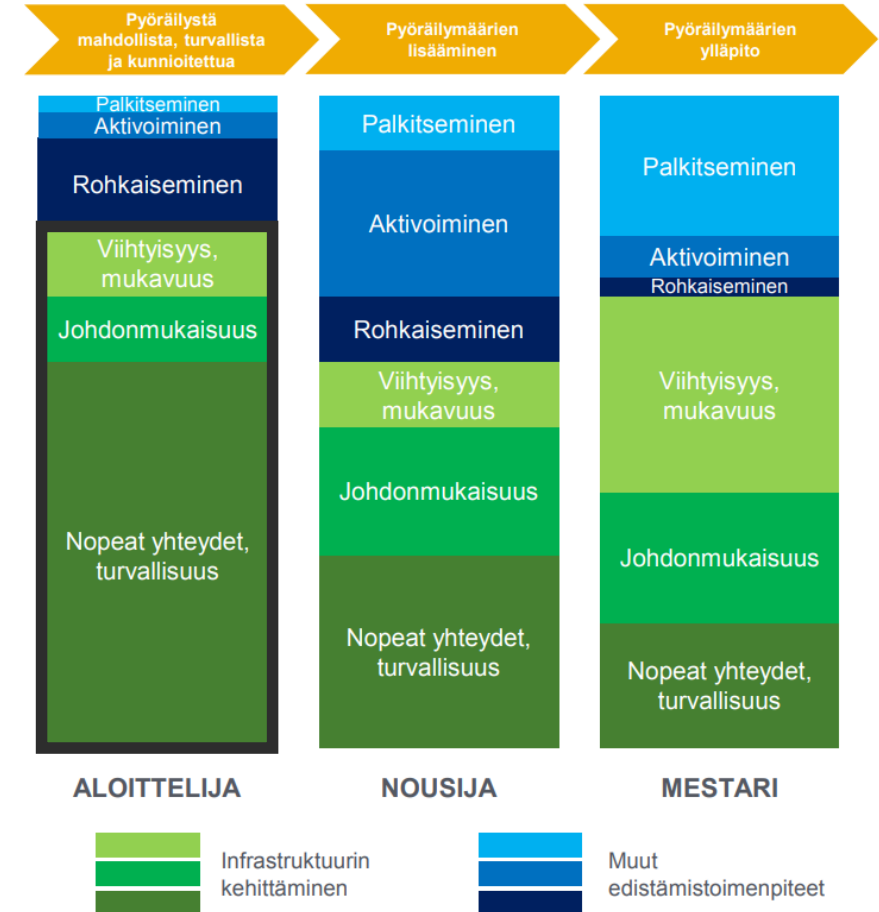 Pyöräilystä
mahdollista, turvallista
ja kunnioitettua
Pyöräilymäärien
lisääminen
Pyöräilymäärien
ylläpito
Palkitseminen
Aktivoiminen
Rohkaiseminen
Viihtyisyys,
mukavuus
Johdonmukaisuus
Nopeat yhteydet,
turvallisuus
ALOITTELIJA
Palkitseminen
Aktivoiminen
Rohkaiseminen
Viihtyisyys,
mukavuus
Johdonmukaisuus
Nopeat yhteydet,
turvallisuus
NOUSIJA
Palkitseminen
Aktivoiminen
Rohkaiseminen
Viihtyisyys,
mukavuus
Johdonmukaisuus
Nopeat yhteydet,
turvallisuus
MESTARI
Infrastruktuurin
kehittäminen
Muut
edistämistoimenpiteet